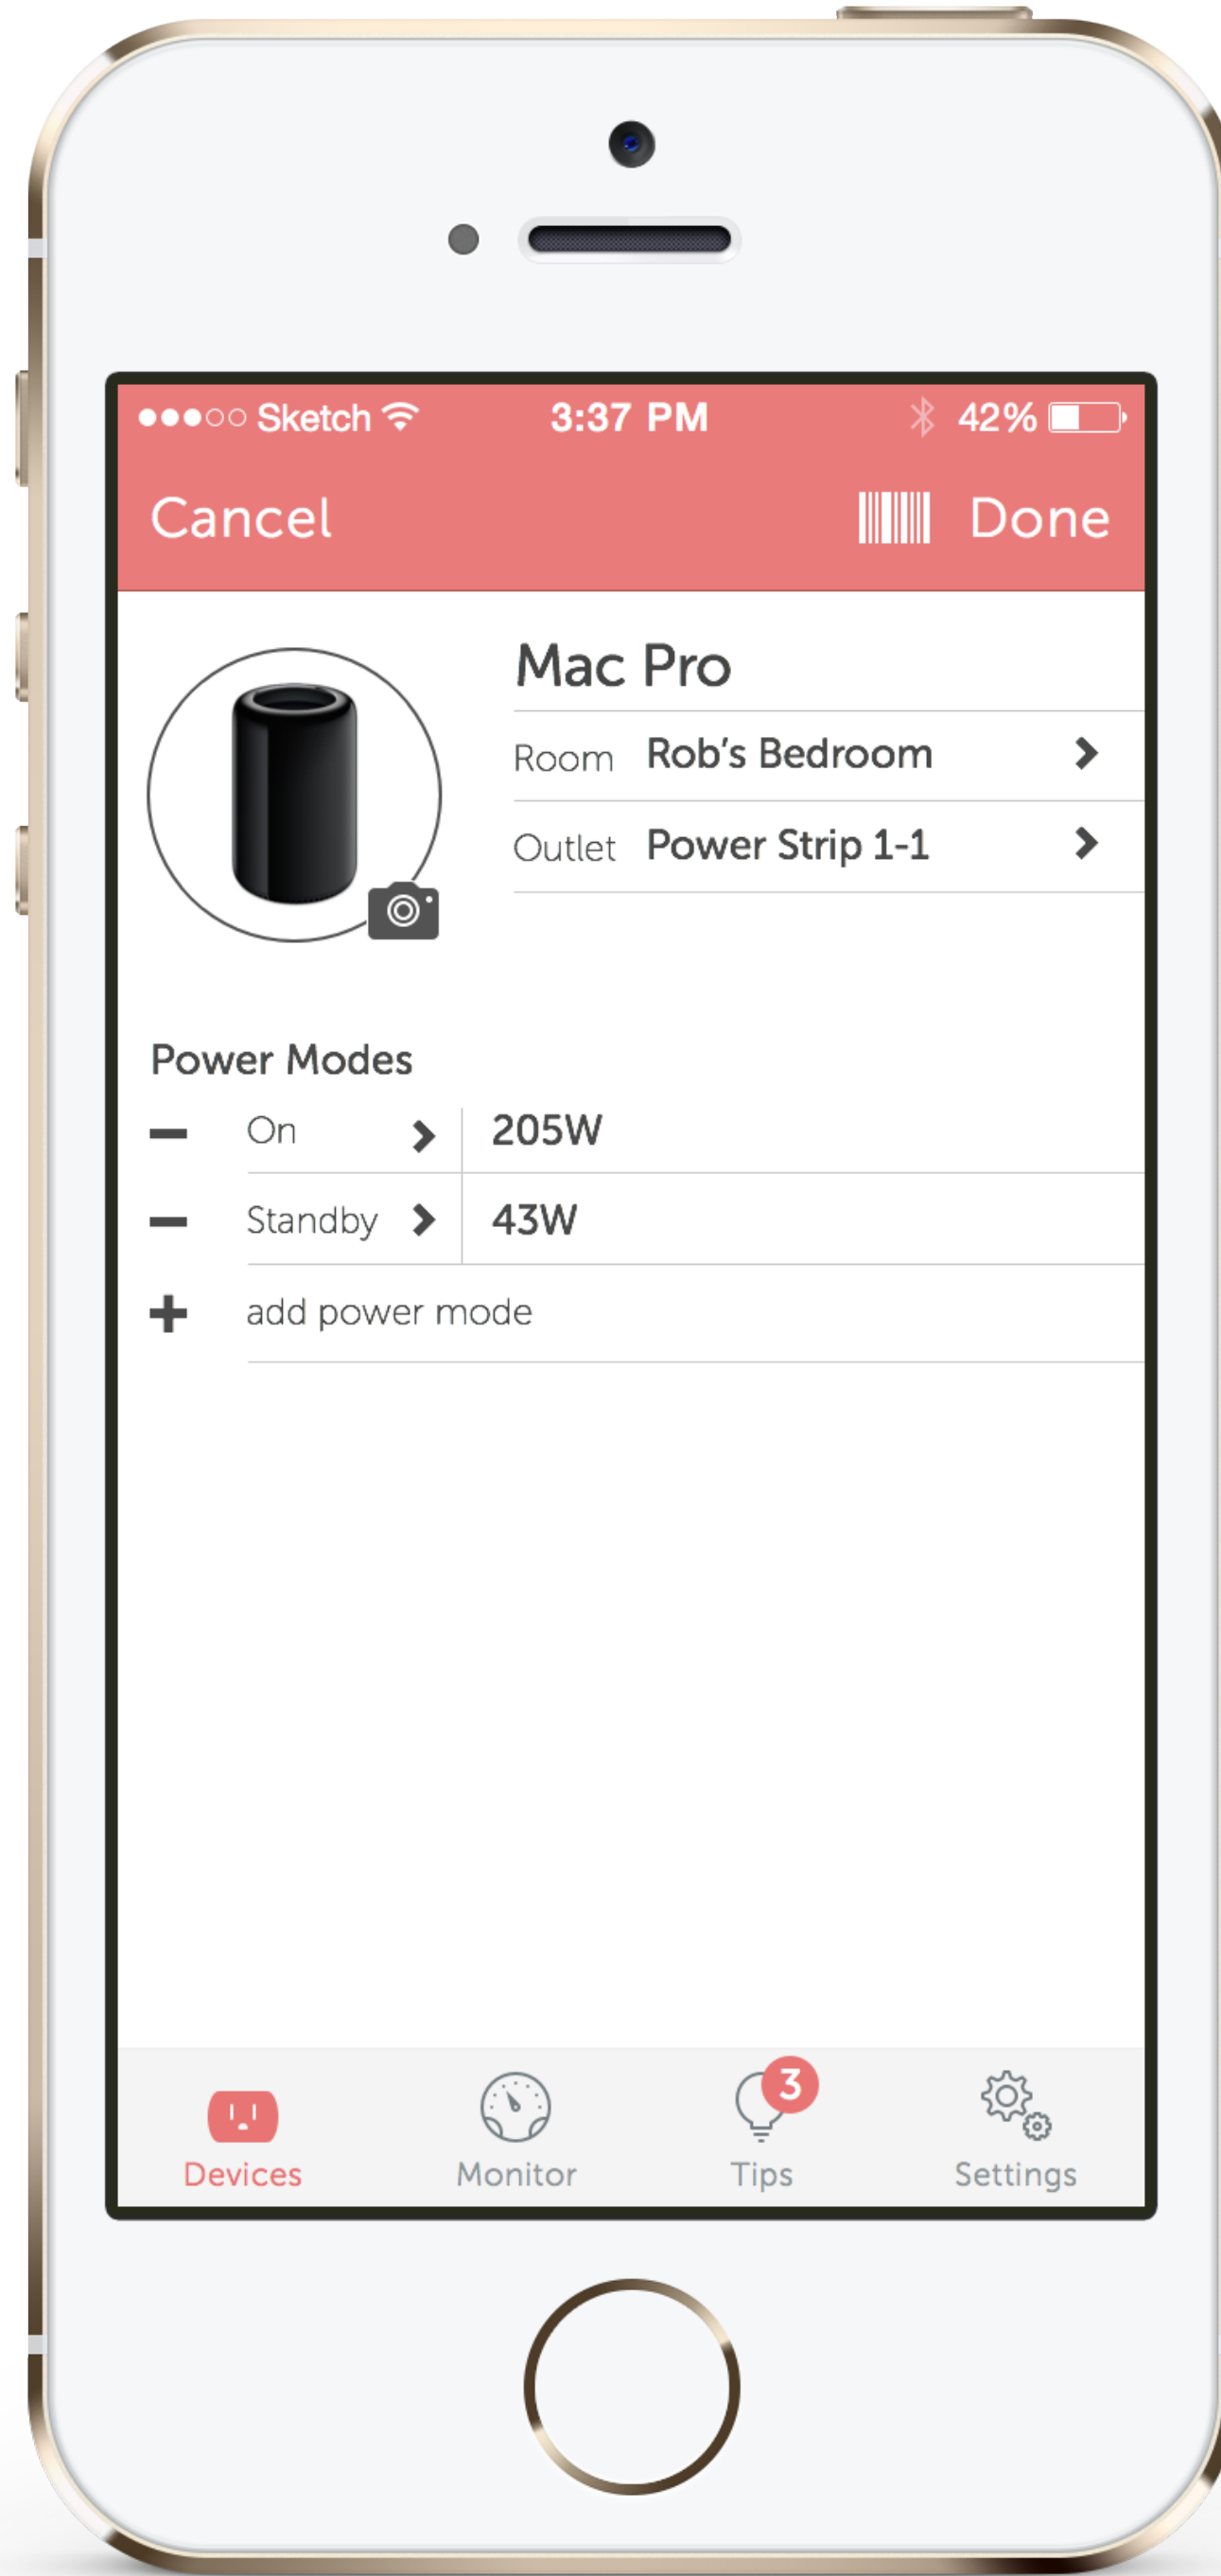 Sketch 3:37 PM 42%
Cancel Done
Mac Pro
Room Rob's Bedroom
Outlet Power Strip 1-1
Power Modes
On 205W
Standby 43W
add power mode
3
Devices Monitor Tips Settings